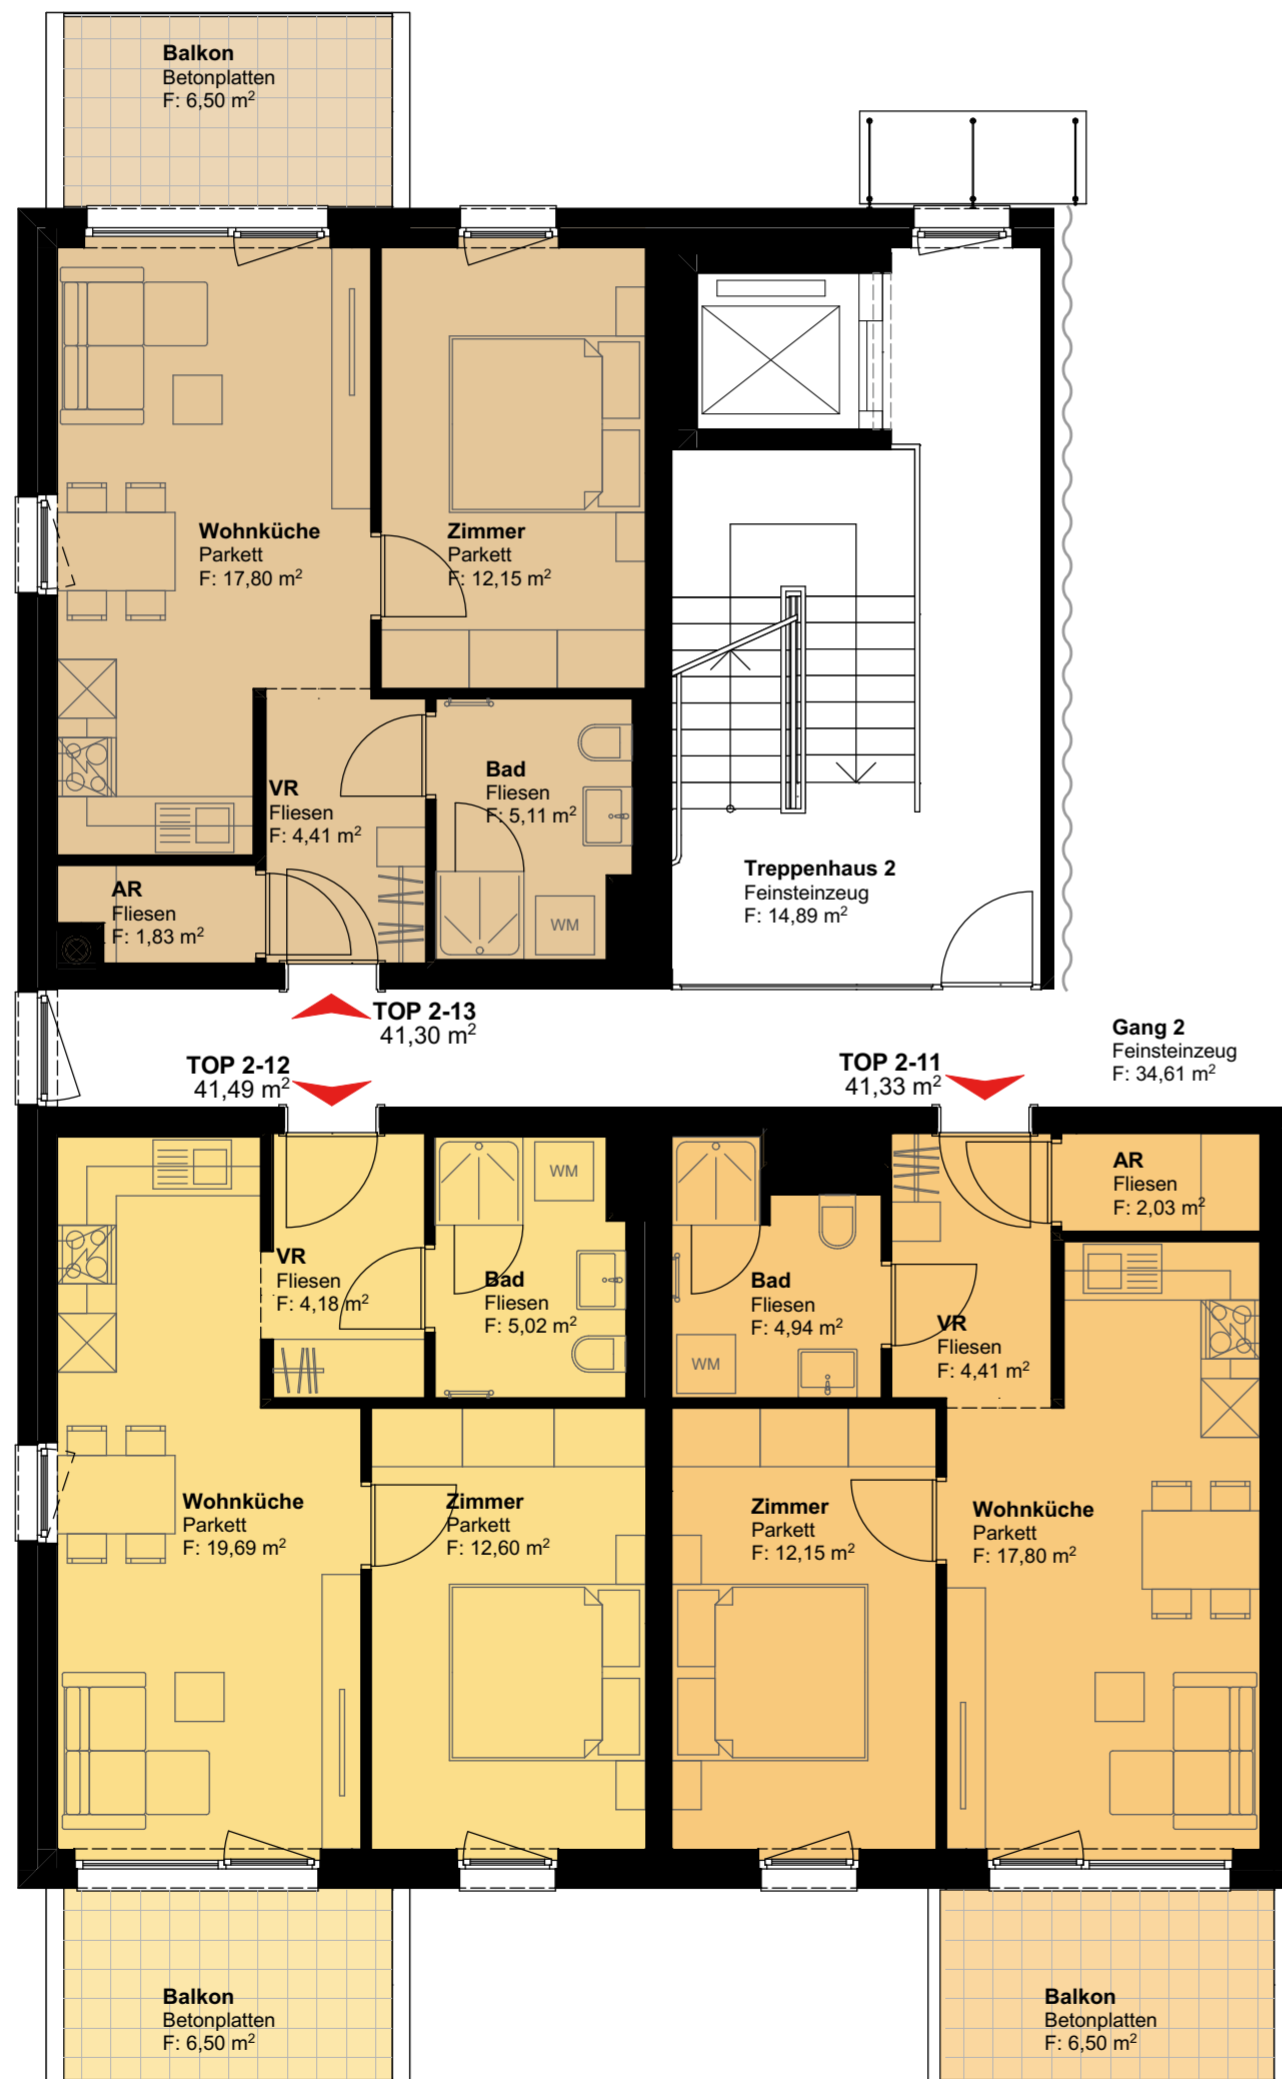 Balkon
Betonplatten
F: 6,50 m²
Wohnküche
Parkett
F: 17,80 m²
Zimmer
Parkett
F: 12,15 m²
VR
Fliesen
F: 4,41 m²
Bad
Fliesen
F: 5,11 m²
WM
AR
Fliesen
F: 1,83 m²
Treppenhaus 2
Feinsteinzeug
F: 14,89 m²
TOP 2-13
41,30 m²
TOP 2-12
41,49 m²
TOP 2-11
41,33 m²
Gang 2
Feinsteinzeug
F: 34,61 m²
WM
VR
Fliesen
F: 4,18 m²
Bad
Fliesen
F: 5,02 m²
Bad
Fliesen
F: 4,94 m²
WM
VR
Fliesen
F: 4,41 m²
AR
Fliesen
F: 2,03 m²
Wohnküche
Parkett
F: 19,69 m²
Zimmer
Parkett
F: 12,60 m²
Zimmer
Parkett
F: 12,15 m²
Wohnküche
Parkett
F: 17,80 m²
Balkon
Betonplatten
F: 6,50 m²
Balkon
Betonplatten
F: 6,50 m²